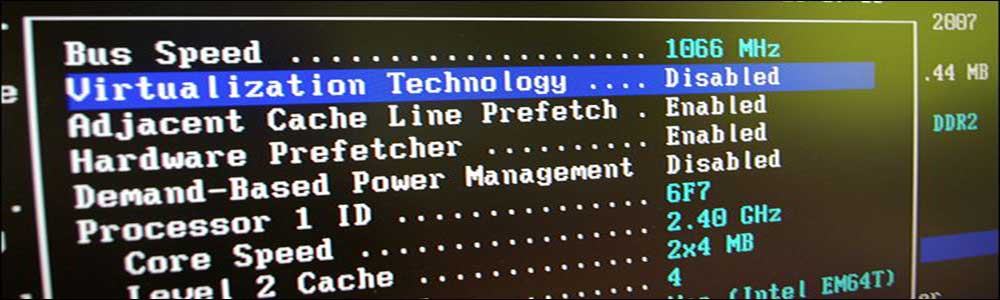 Bus Speed .................... 1066 MHz
Virtualization Technology .... Disabled
Adjacent Cache Line Prefetch . Enabled
Hardware Prefetcher .......... Enabled
Demand-Based Power Management Disabled
Processor 1 ID ............... 6F7
Core Speed ................. 2.40 GHz
Level 2 Cache .............. 2x4 MB
4
(Intel EM64T)
2007
.44 MB
DDR2